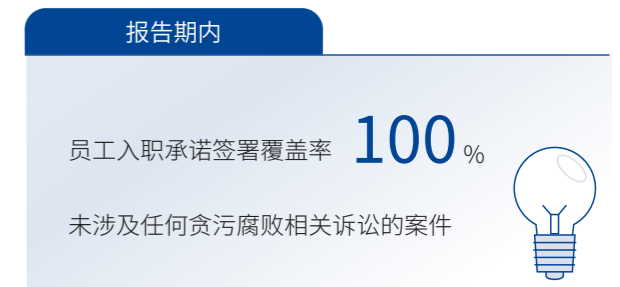 报告期内
员工入职承诺签署覆盖率 100 %
未涉及任何贪污腐败相关诉讼的案件